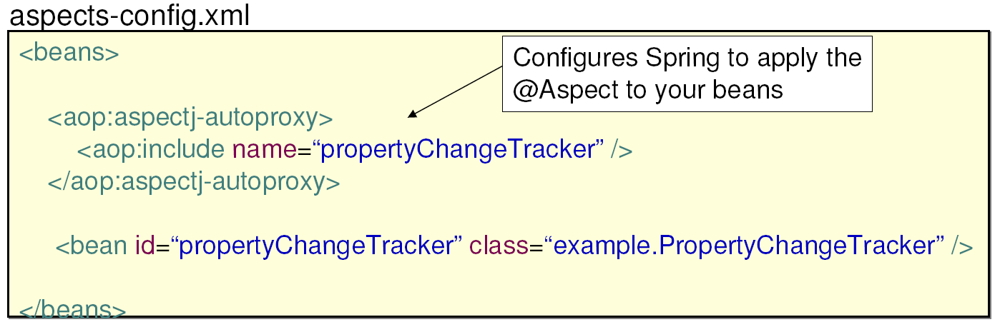 aspects-config.xml
<beans>
Configures Spring to apply the
@Aspect to your beans
<aop:aspectj-autoproxy>
<aop:include name=“propertyChangeTracker” />
</aop:aspectj-autoproxy>
<bean id=“propertyChangeTracker” class=“example.PropertyChangeTracker” />
</beans>